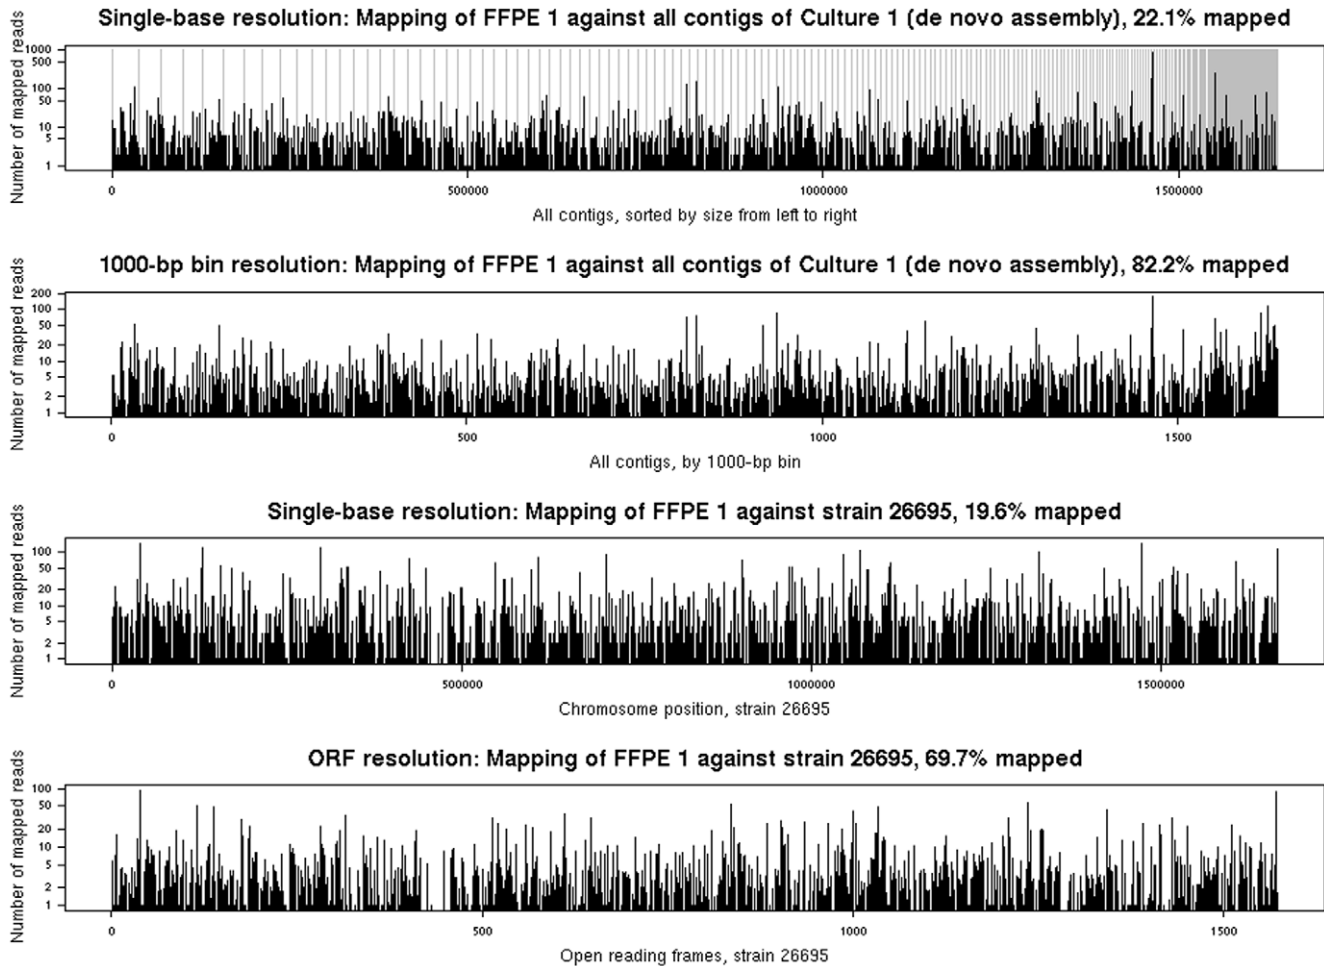 Single-base resolution: Mapping of FFPE 1 against all contigs of Culture 1 (de novo assembly), 22.1% mapped
Number of mapped reads
1000
500
100
50
10
5
1
0 500000 1000000 1500000
All contigs, sorted by size from left to right
1000-bp bin resolution: Mapping of FFPE 1 against all contigs of Culture 1 (de novo assembly), 82.2% mapped
Number of mapped reads
200
100
50
20
10
5
2
1
0 500 1000 1500
All contigs, by 1000-bp bin
Single-base resolution: Mapping of FFPE 1 against strain 26695, 19.6% mapped
Number of mapped reads
100
50
20
10
5
2
1
0 500000 1000000 1500000
Chromosome position, strain 26695
ORF resolution: Mapping of FFPE 1 against strain 26695, 69.7% mapped
Number of mapped reads
100
50
20
10
5
2
1
0 500 1000 1500
Open reading frames, strain 26695